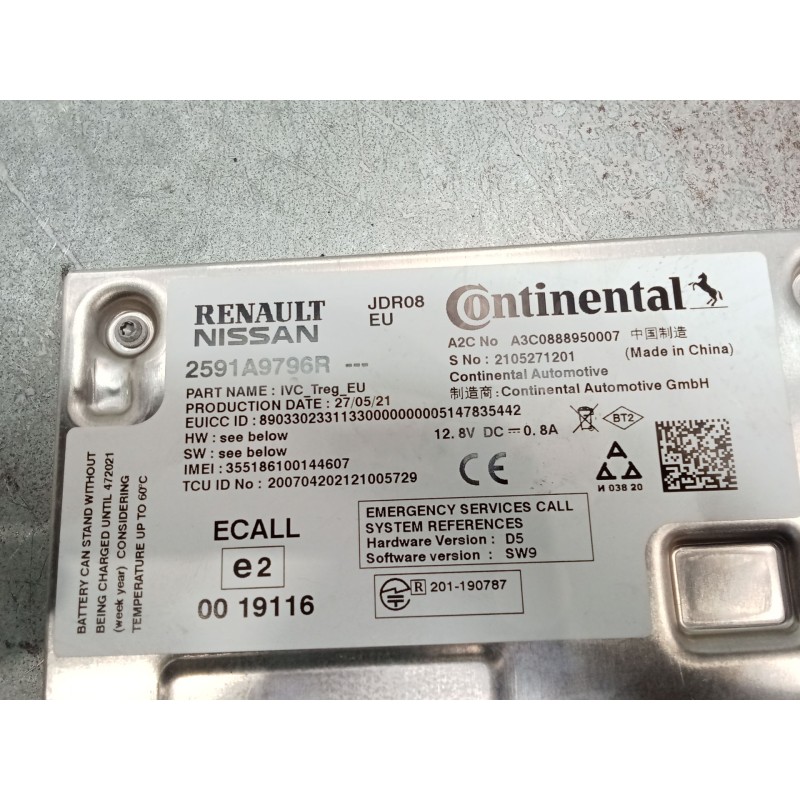 RENAULT
NISSAN
JDR08
EU
2591A9796R ---
PART NAME : IVC_Treg_EU
PRODUCTION DATE : 27/05/21
EUICC ID : 89033023311330000000005147835442
HW : see below
SW : see below
IMEI : 355186100144607
TCU ID No : 200704202121005729
Continental
A2C No A3C0888950007 中国制造
S No : 2105271201 (Made in China)
Continental Automotive
制造商: Continental Automotive GmbH
12.8V DC 0.8A
BT2
CE
И 038 20
ECALL
e2
00 19116
EMERGENCY SERVICES CALL
SYSTEM REFERENCES
Hardware Version : D5
Software version : SW9
R 201-190787
BATTERY CAN STAND WITHOUT
BEING CHARGED UNTIL 472021
(week year) CONSIDERING
TEMPERATURE UP TO 60°C